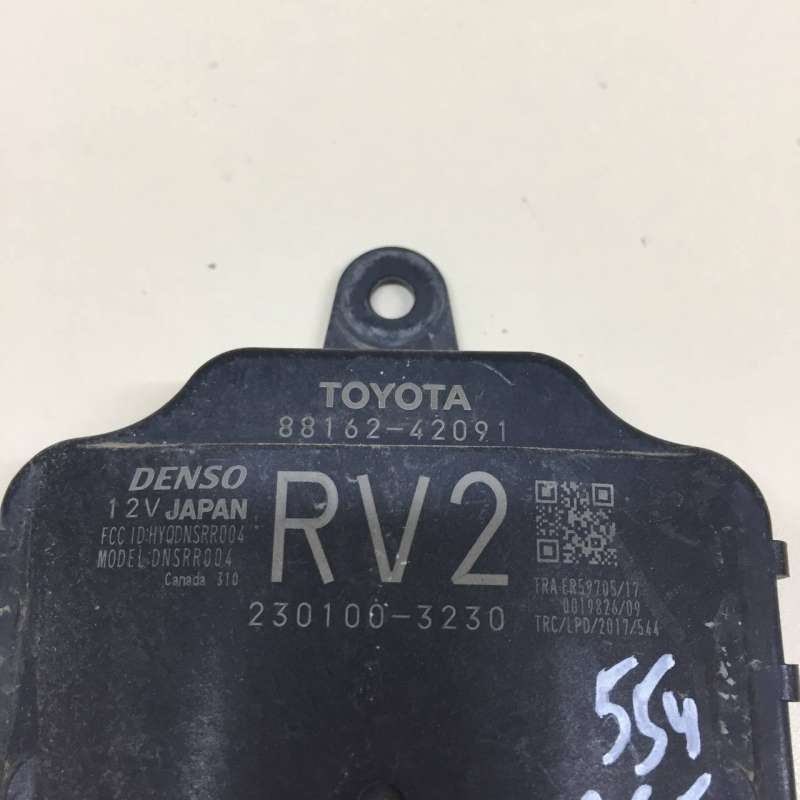 TOYOTA
88162-42091
DENSO
12V JAPAN
FCC ID:HYQDNSRR004
MODEL:DNSRR004
Canada 310
RV2
230100-3230
TRA ER59705/17
0019826/09
TRC/LPD/2017/544
554